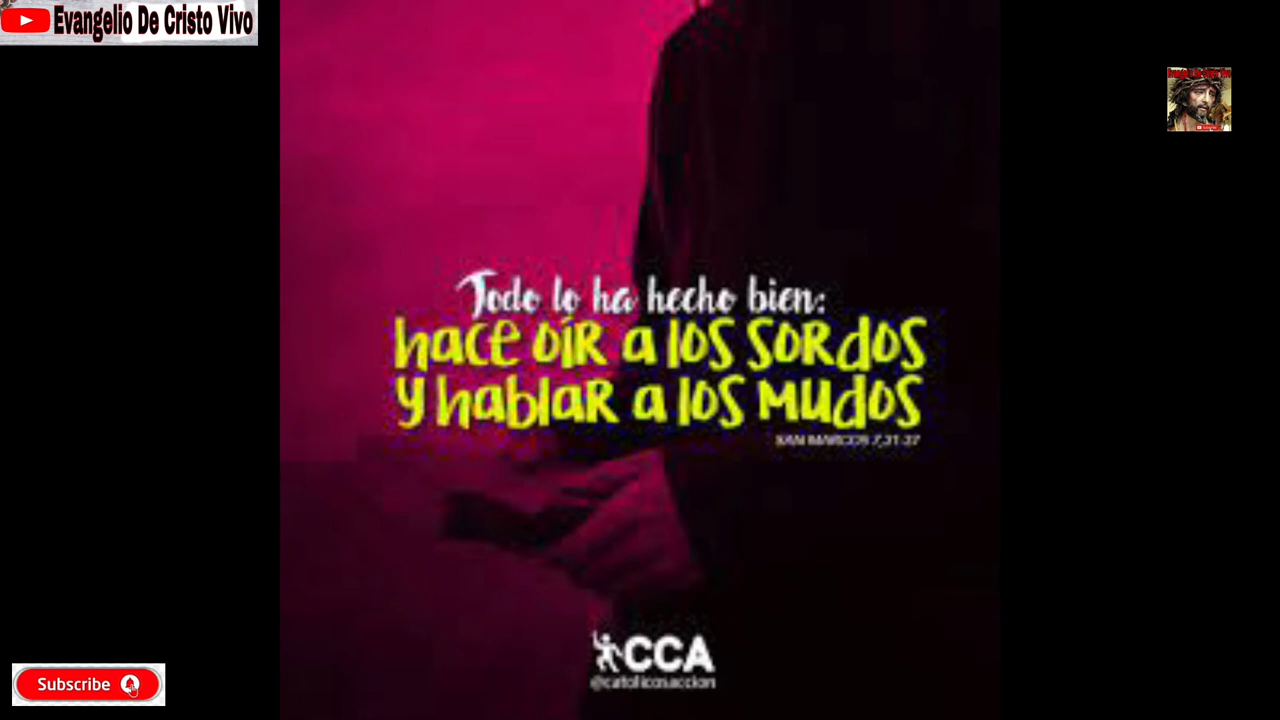 Evangelio De Cristo Vivo
Todo lo ha hecho bien:
hace oír a los sordos
y hablar a los mudos
SAN MARCOS 7,31-37
CCA
@catolicosaccion
Subscribe